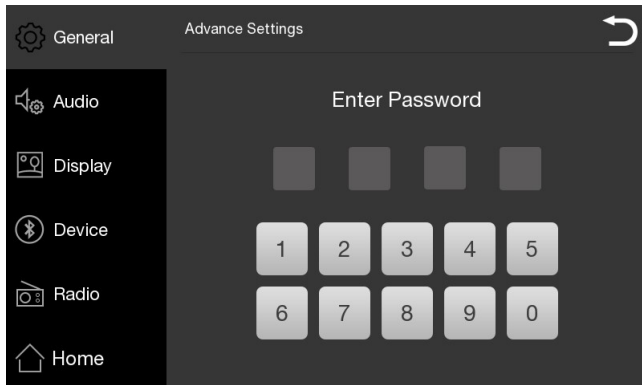 General
Advance Settings
Audio
Enter Password
Display
Device
1 2 3 4 5
Radio
6 7 8 9 0
Home